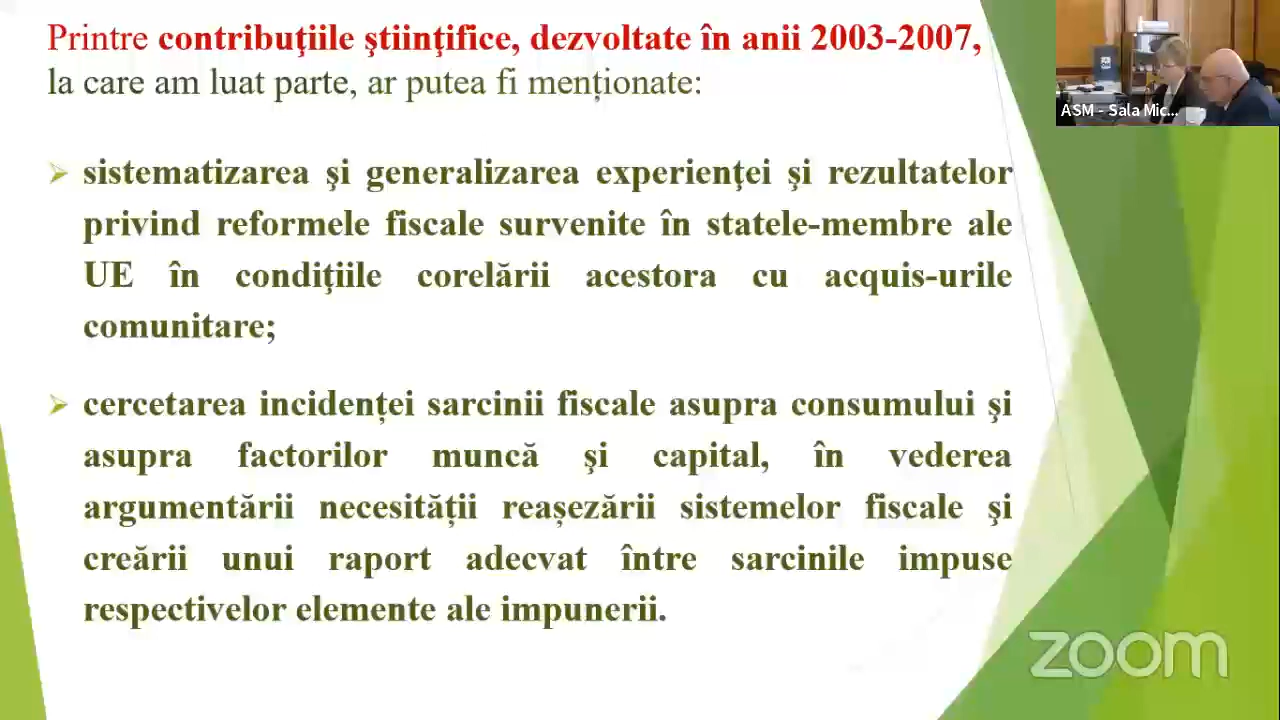 Printre contribuţiile ştiinţifice, dezvoltate în anii 2003-2007,
la care am luat parte, ar putea fi menționate:
sistematizarea şi generalizarea experienţei şi rezultatelor
privind reformele fiscale survenite în statele-membre ale
UE în condiţiile corelării acestora cu acquis-urile
comunitare;
cercetarea incidenței sarcinii fiscale asupra consumului şi
asupra factorilor muncă şi capital, în vederea
argumentării necesității reașezării sistemelor fiscale şi
creării unui raport adecvat între sarcinile impuse
respectivelor elemente ale impunerii.
ASM - Sala Mic...
zoom